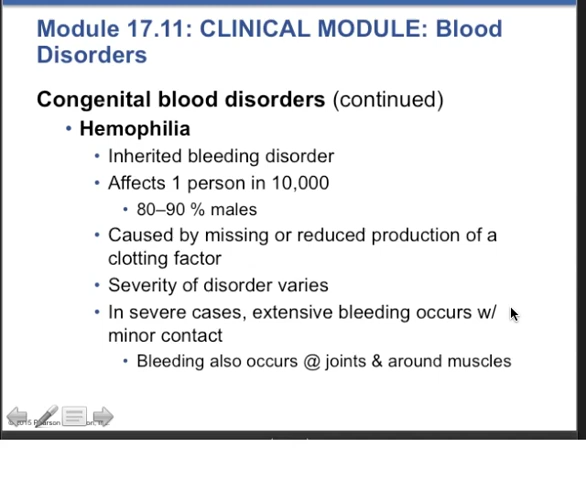 Module 17.11: CLINICAL MODULE: Blood
Disorders
Congenital blood disorders (continued)
• Hemophilia
• Inherited bleeding disorder
• Affects 1 person in 10,000
• 80–90 % males
• Caused by missing or reduced production of a
clotting factor
• Severity of disorder varies
• In severe cases, extensive bleeding occurs w/
minor contact
• Bleeding also occurs @ joints & around muscles
© 2015 Pearson